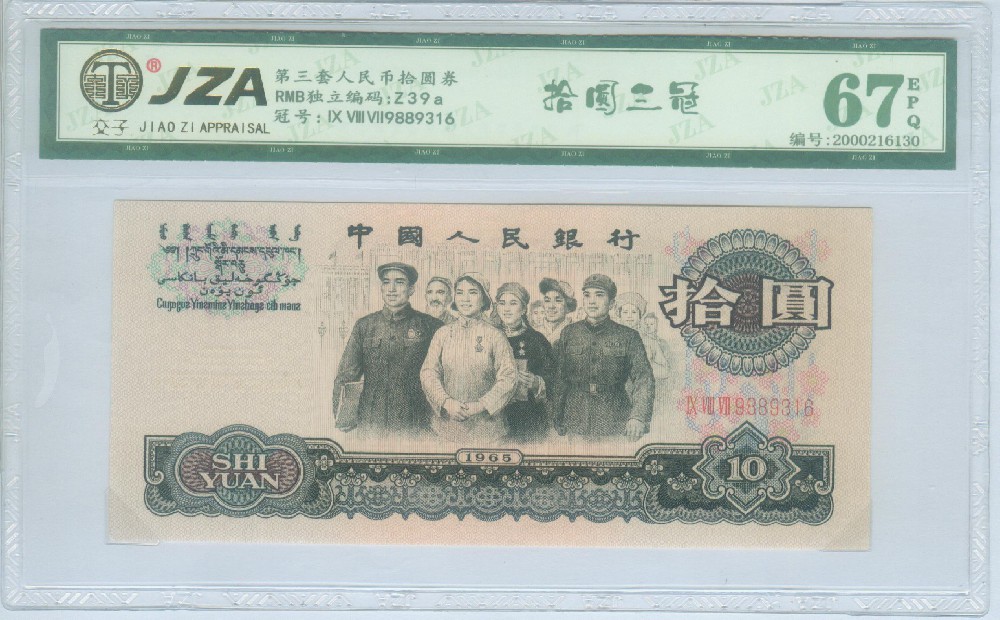 JZA
®
交子 JIAO ZI APPRAISAL
第三套人民币拾圆券
RMB独立编码:Z39a
冠号:IX VIII VII9889316
拾圆三冠
67 EPQ
编号:2000216130
中國人民銀行
拾圓
IX VIII VII 9889316
1965
SHI
YUAN
10